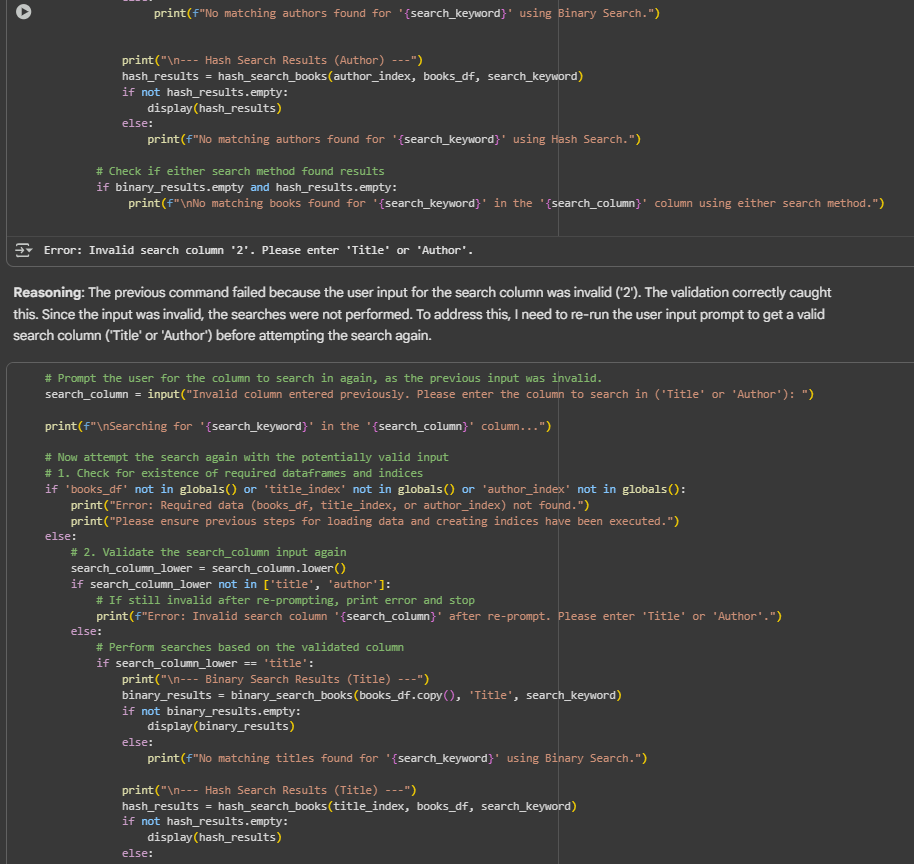 else:
print(f"No matching authors found for '{search_keyword}' using Binary Search.")
print("\n--- Hash Search Results (Author) ---")
hash_results = hash_search_books(author_index, books_df, search_keyword)
if not hash_results.empty:
display(hash_results)
else:
print(f"No matching authors found for '{search_keyword}' using Hash Search.")
# Check if either search method found results
if binary_results.empty and hash_results.empty:
print(f"\nNo matching books found for '{search_keyword}' in the '{search_column}' column using either search method.")
Error: Invalid search column '2'. Please enter 'Title' or 'Author'.
Reasoning: The previous command failed because the user input for the search column was invalid ('2'). The validation correctly caught
this. Since the input was invalid, the searches were not performed. To address this, I need to re-run the user input prompt to get a valid
search column ('Title' or 'Author') before attempting the search again.
# Prompt the user for the column to search in again, as the previous input was invalid.
search_column = input("Invalid column entered previously. Please enter the column to search in ('Title' or 'Author'): ")
print(f"\nSearching for '{search_keyword}' in the '{search_column}' column...")
# Now attempt the search again with the potentially valid input
# 1. Check for existence of required dataframes and indices
if 'books_df' not in globals() or 'title_index' not in globals() or 'author_index' not in globals():
print("Error: Required data (books_df, title_index, or author_index) not found.")
print("Please ensure previous steps for loading data and creating indices have been executed.")
else:
# 2. Validate the search_column input again
search_column_lower = search_column.lower()
if search_column_lower not in ['title', 'author']:
# If still invalid after re-prompting, print error and stop
print(f"Error: Invalid search column '{search_column}' after re-prompt. Please enter 'Title' or 'Author'.")
else:
# Perform searches based on the validated column
if search_column_lower == 'title':
print("\n--- Binary Search Results (Title) ---")
binary_results = binary_search_books(books_df.copy(), 'Title', search_keyword)
if not binary_results.empty:
display(binary_results)
else:
print(f"No matching titles found for '{search_keyword}' using Binary Search.")
print("\n--- Hash Search Results (Title) ---")
hash_results = hash_search_books(title_index, books_df, search_keyword)
if not hash_results.empty:
display(hash_results)
else: